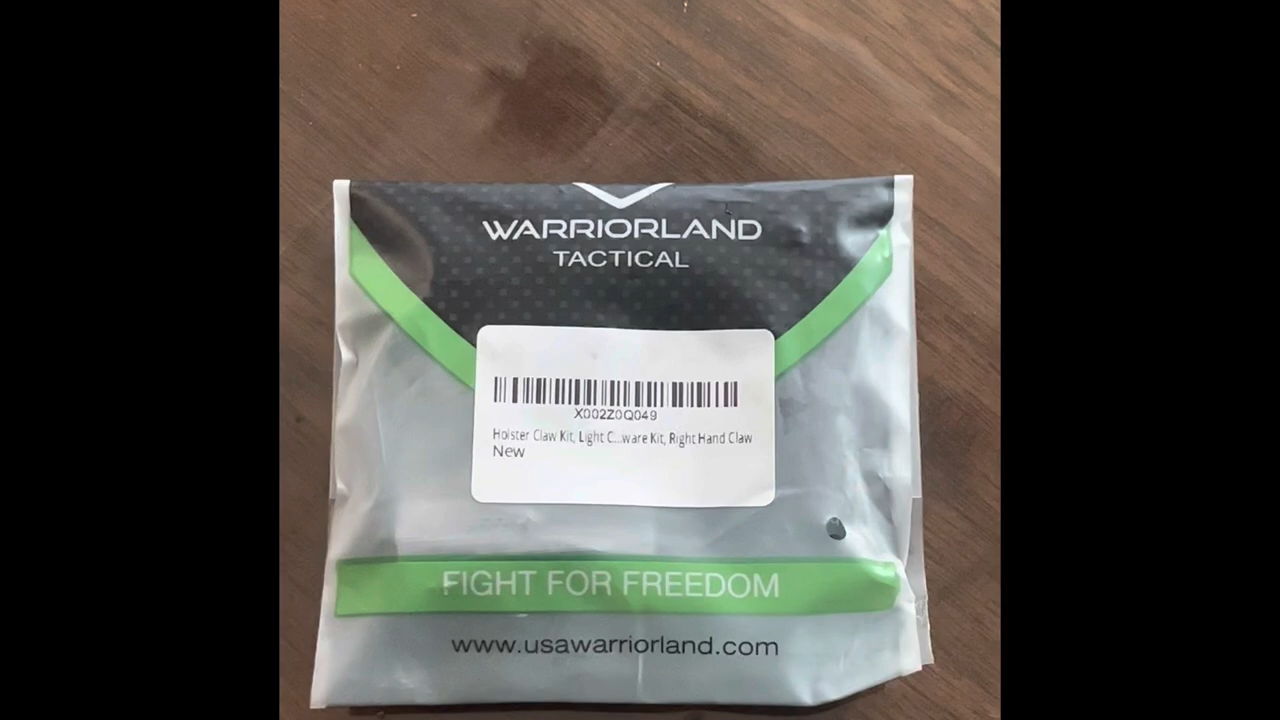 WARRIORLAND
TACTICAL
X002Z0Q049
Holster Claw Kit, Light C...ware Kit, Right Hand Claw
New
FIGHT FOR FREEDOM
www.usawarriorland.com